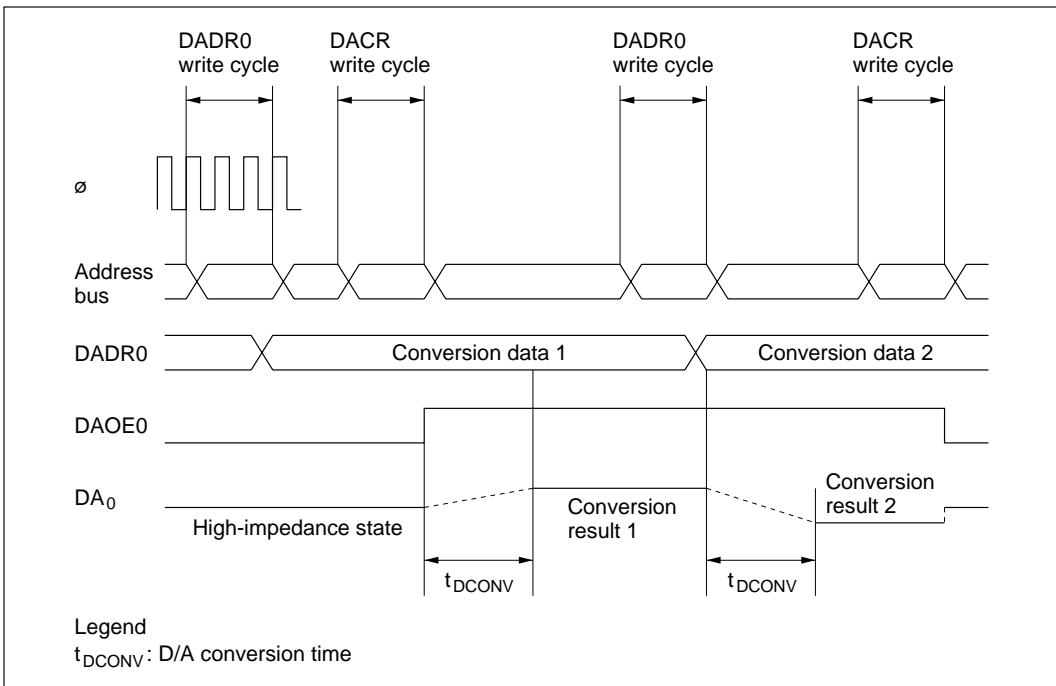 DADR0
write cycle
DACR
write cycle
DADR0
write cycle
DACR
write cycle
ø
Address
bus
DADR0
Conversion data 1
Conversion data 2
DAOE0
DA0
High-impedance state
Conversion
result 1
Conversion
result 2
tDCONV
tDCONV
Legend
tDCONV : D/A conversion time